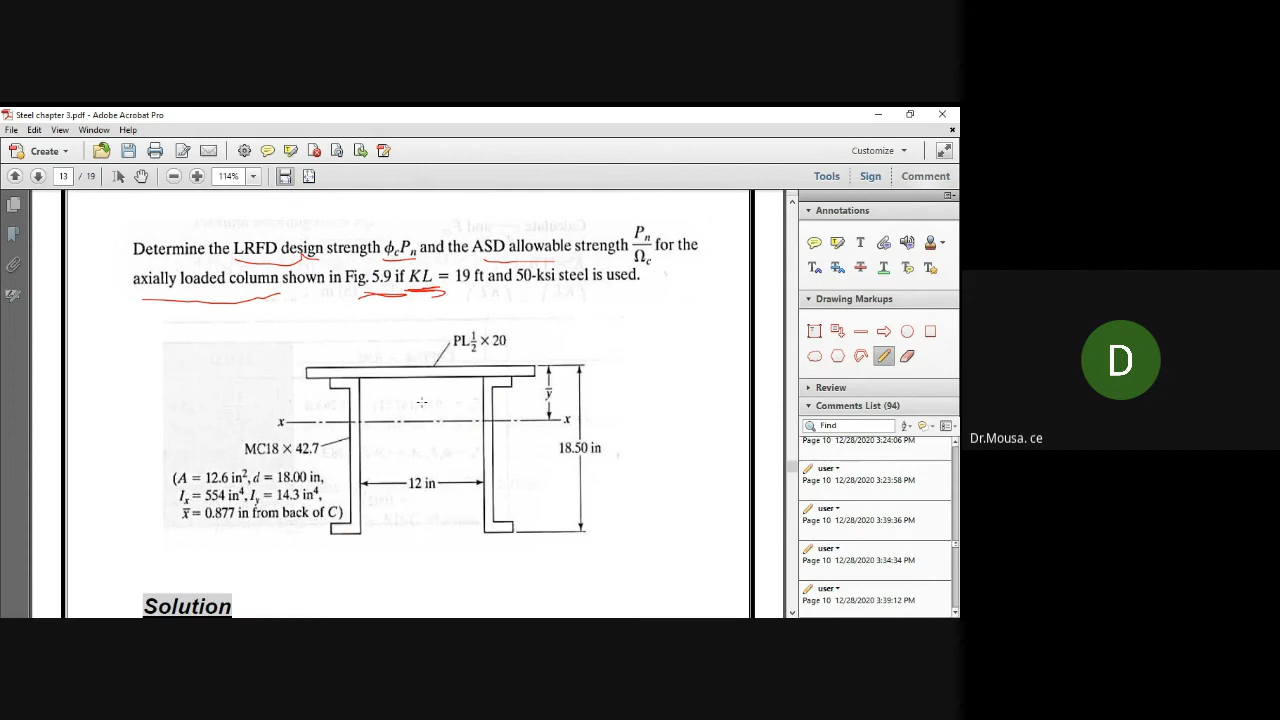 Steel chapter 3.pdf - Adobe Acrobat Pro
File Edit View Window Help
Create
Customize
13 / 19
114%
Tools Sign Comment
Determine the LRFD design strength ϕcPn and the ASD allowable strength Pn/Ωc for the
axially loaded column shown in Fig. 5.9 if KL = 19 ft and 50-ksi steel is used.
PL½ × 20
y̅
x
x
MC18 × 42.7
18.50 in
(A = 12.6 in², d = 18.00 in,
12 in
Ix = 554 in⁴, Iy = 14.3 in⁴,
x̅ = 0.877 in from back of C)
Solution
Annotations
T
T
Drawing Markups
Review
Comments List (94)
Find
Page 10 12/28/2020 3:24:06 PM
user
Page 10 12/28/2020 3:23:58 PM
user
Page 10 12/28/2020 3:39:36 PM
user
Page 10 12/28/2020 3:34:34 PM
user
Page 10 12/28/2020 3:39:12 PM
D
Dr.Mousa. ce